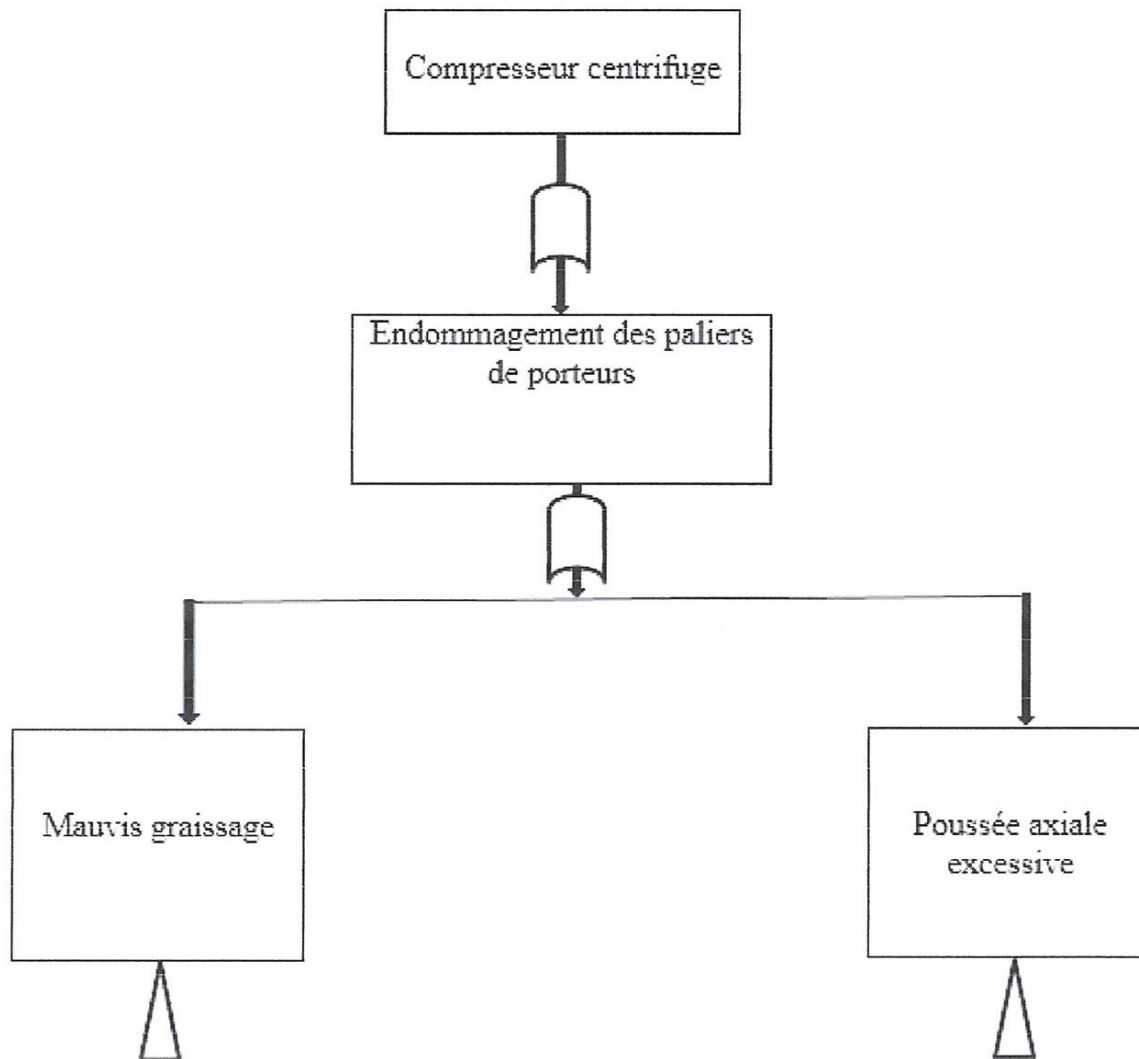 Compresseur centrifuge
Endommagement des paliers
de porteurs
Mauvis graissage
Poussée axiale
excessive